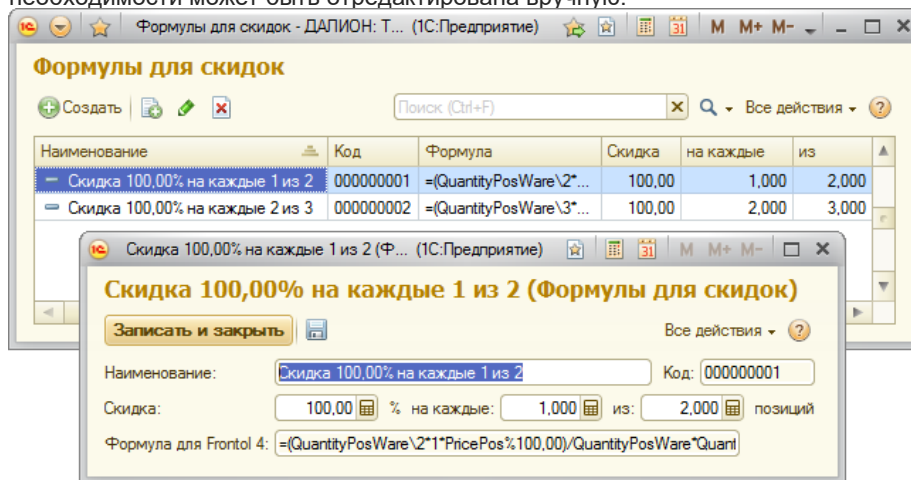 необходимости может быть отредактирована вручную.
Формулы для скидок - ДАЛИОН: Т... (1С:Предприятие) M M+ M-
Формулы для скидок
Создать Поиск (Ctrl+F) Все действия
Наименование Код Формула Скидка на каждые из
Скидка 100,00% на каждые 1 из 2 000000001 =(QuantityPosWare\2*... 100,00 1,000 2,000
Скидка 100,00% на каждые 2 из 3 000000002 =(QuantityPosWare\3*... 100,00 2,000 3,000
Скидка 100,00% на каждые 1 из 2 (Ф... (1С:Предприятие) M M+ M-
Скидка 100,00% на каждые 1 из 2 (Формулы для скидок)
Записать и закрыть Все действия
Наименование: Скидка 100,00% на каждые 1 из 2 Код: 000000001
Скидка: 100,00 % на каждые: 1,000 из: 2,000 позиций
Формула для Frontol 4: =(QuantityPosWare\2*1*PricePos%100,00)/QuantityPosWare*Quant